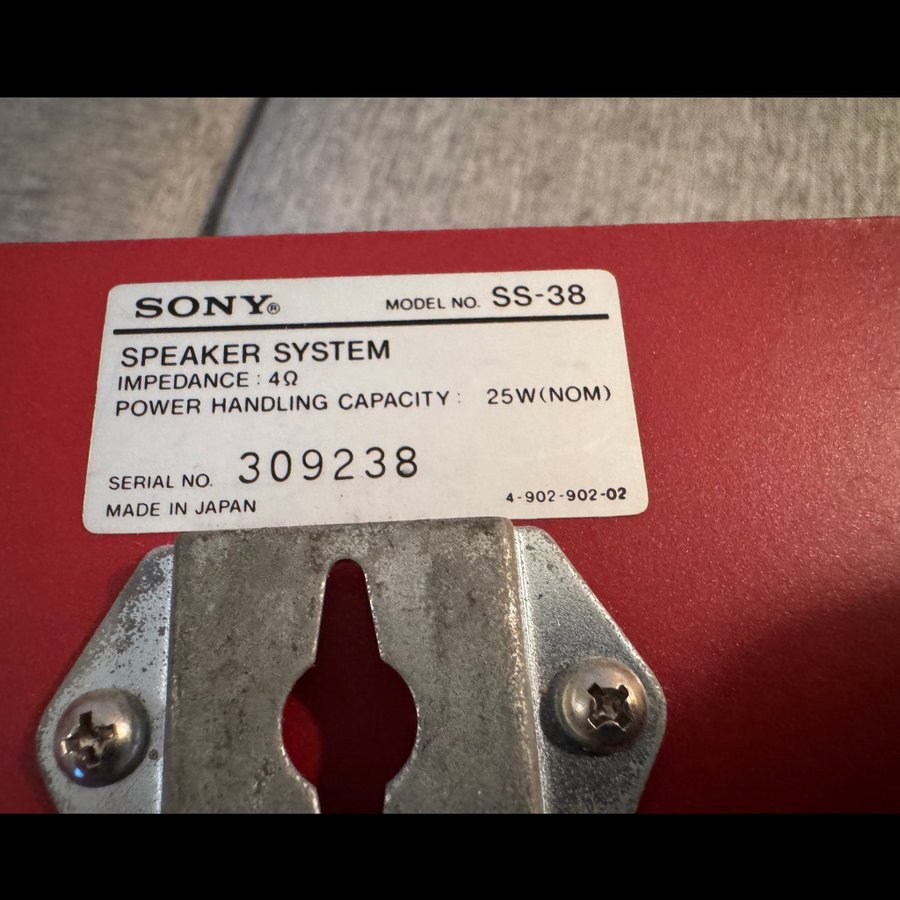 SONY® MODEL NO. SS-38
SPEAKER SYSTEM
IMPEDANCE : 4Ω
POWER HANDLING CAPACITY : 25W(NOM)
SERIAL NO. 309238
MADE IN JAPAN 4-902-902-02